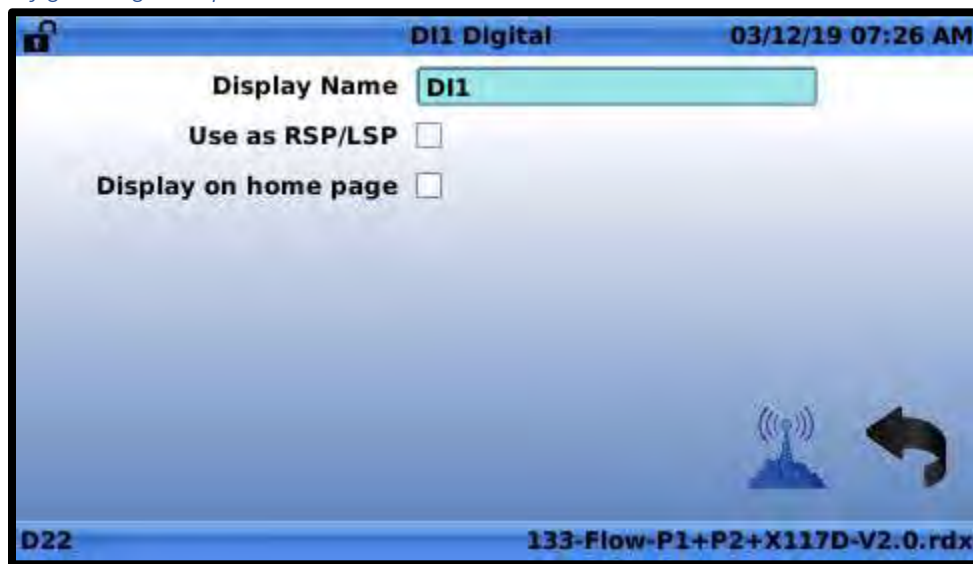 DI1 Digital 03/12/19 07:26 AM
Display Name DI1
Use as RSP/LSP
Display on home page
D22 133-Flow-P1+P2+X117D-V2.0.rdx